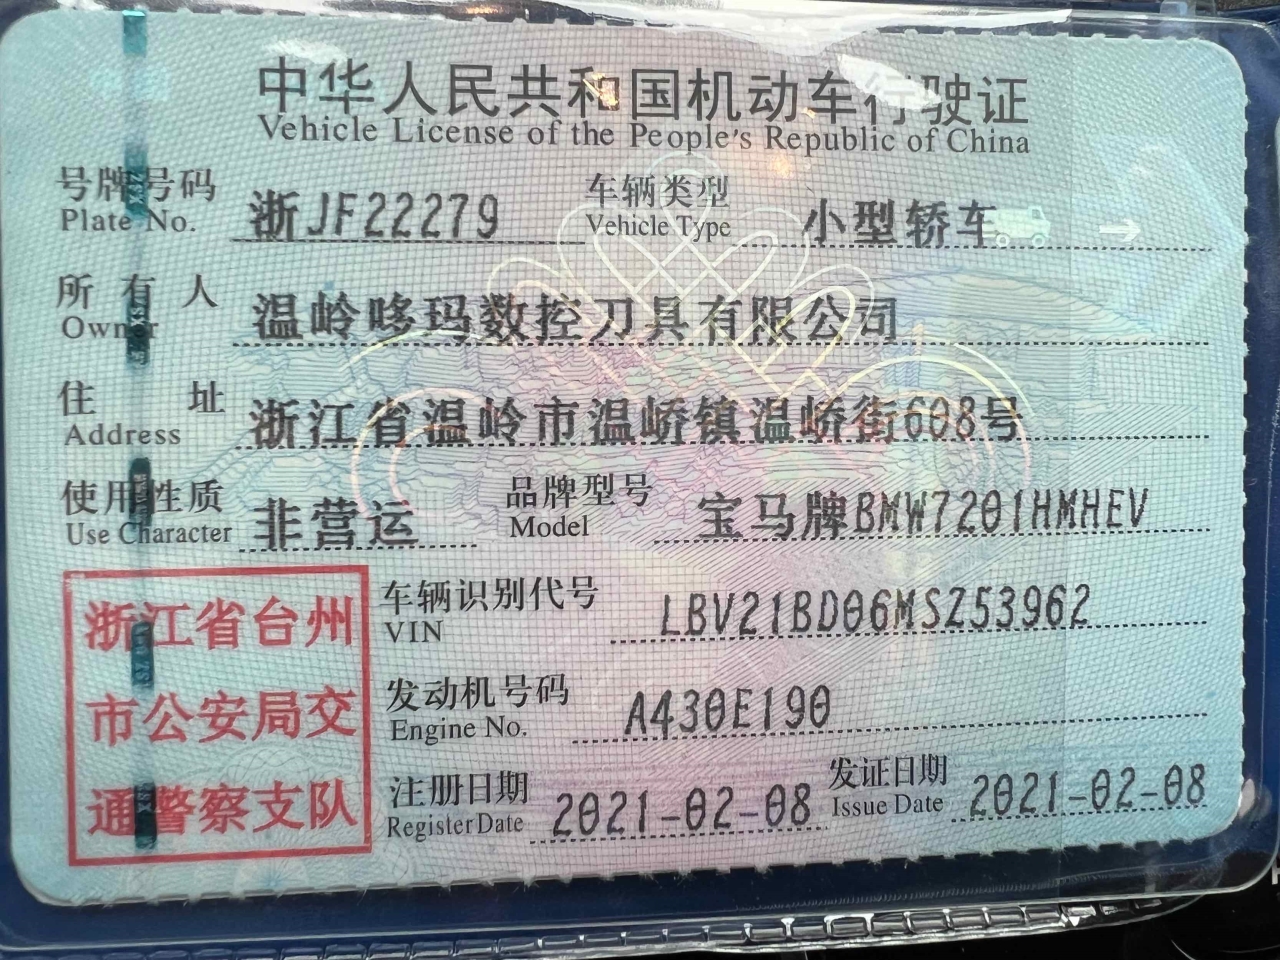 中华人民共和国机动车行驶证
Vehicle License of the People's Republic of China
号牌号码 浙JF22279 车辆类型 小型轿车
Plate No. Vehicle Type
所有人 温岭哆玛数控刀具有限公司
Owner
住址 浙江省温岭市温峤镇温峤街608号
Address
使用性质 非营运 品牌型号 宝马牌BMW7201HMHEV
Use Character Model
浙江省台州
市公安局交
通警察支队
车辆识别代号 LBV21BD06MSZ53962
VIN
发动机号码 A430E190
Engine No.
注册日期 2021-02-08 发证日期 2021-02-08
Register Date Issue Date